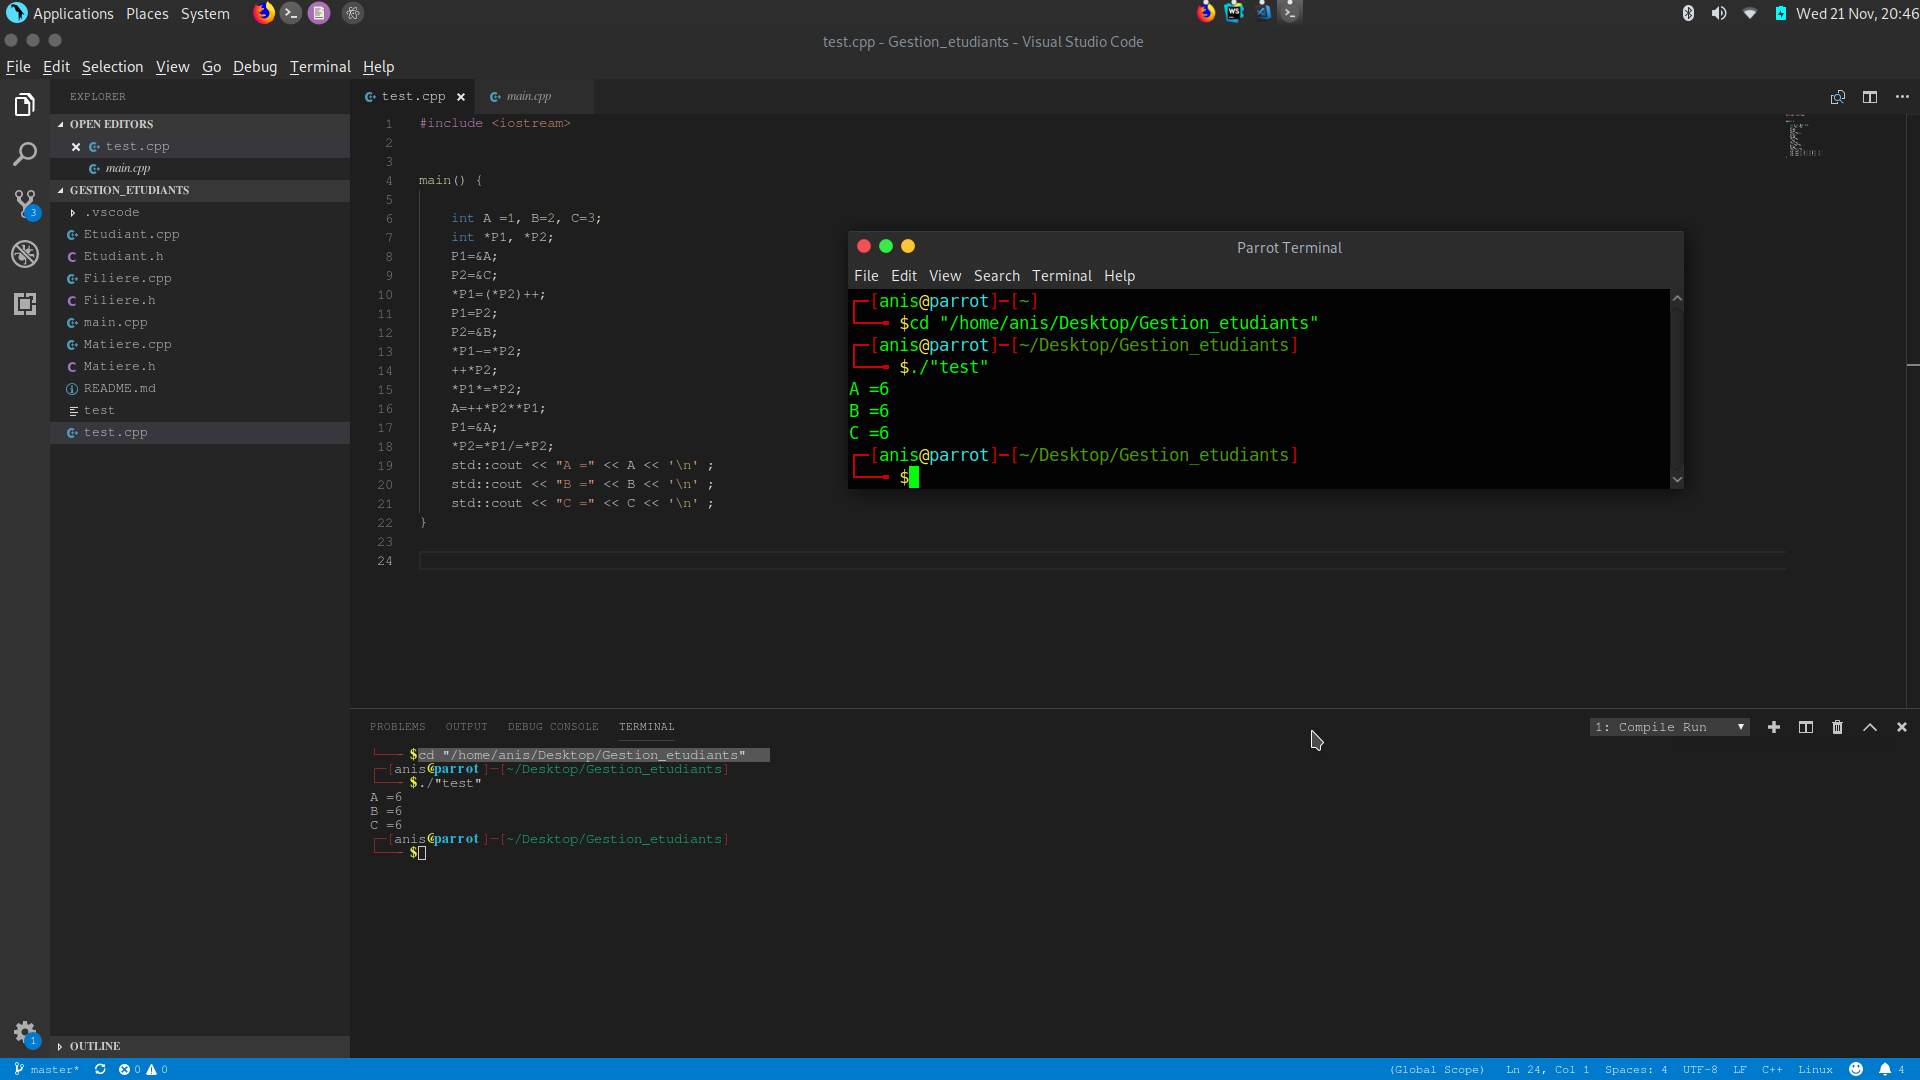 Applications Places System
Wed 21 Nov, 20:46
test.cpp - Gestion_etudiants - Visual Studio Code
File Edit Selection View Go Debug Terminal Help
EXPLORER
OPEN EDITORS
test.cpp
main.cpp
GESTION_ETUDIANTS
.vscode
Etudiant.cpp
Etudiant.h
Filiere.cpp
Filiere.h
main.cpp
Matiere.cpp
Matiere.h
README.md
test
test.cpp
OUTLINE
3
1
test.cpp main.cpp
1 #include <iostream>
2
3
4 main() {
5
6 int A =1, B=2, C=3;
7 int *P1, *P2;
8 P1=&A;
9 P2=&C;
10 *P1=(*P2)++;
11 P1=P2;
12 P2=&B;
13 *P1-=*P2;
14 ++*P2;
15 *P1*=*P2;
16 A=++*P2**P1;
17 P1=&A;
18 *P2=*P1/=*P2;
19 std::cout << "A =" << A << '\n' ;
20 std::cout << "B =" << B << '\n' ;
21 std::cout << "C =" << C << '\n' ;
22 }
23
24
Parrot Terminal
File Edit View Search Terminal Help
[anis@parrot]─[~]
$cd "/home/anis/Desktop/Gestion_etudiants"
[anis@parrot]─[~/Desktop/Gestion_etudiants]
$./"test"
A =6
B =6
C =6
[anis@parrot]─[~/Desktop/Gestion_etudiants]
$
PROBLEMS OUTPUT DEBUG CONSOLE TERMINAL
1: Compile Run
$cd "/home/anis/Desktop/Gestion_etudiants"
[anis@parrot]─[~/Desktop/Gestion_etudiants]
$./"test"
A =6
B =6
C =6
[anis@parrot]─[~/Desktop/Gestion_etudiants]
$
master* 0 0
(Global Scope) Ln 24, Col 1 Spaces: 4 UTF-8 LF C++ Linux 4